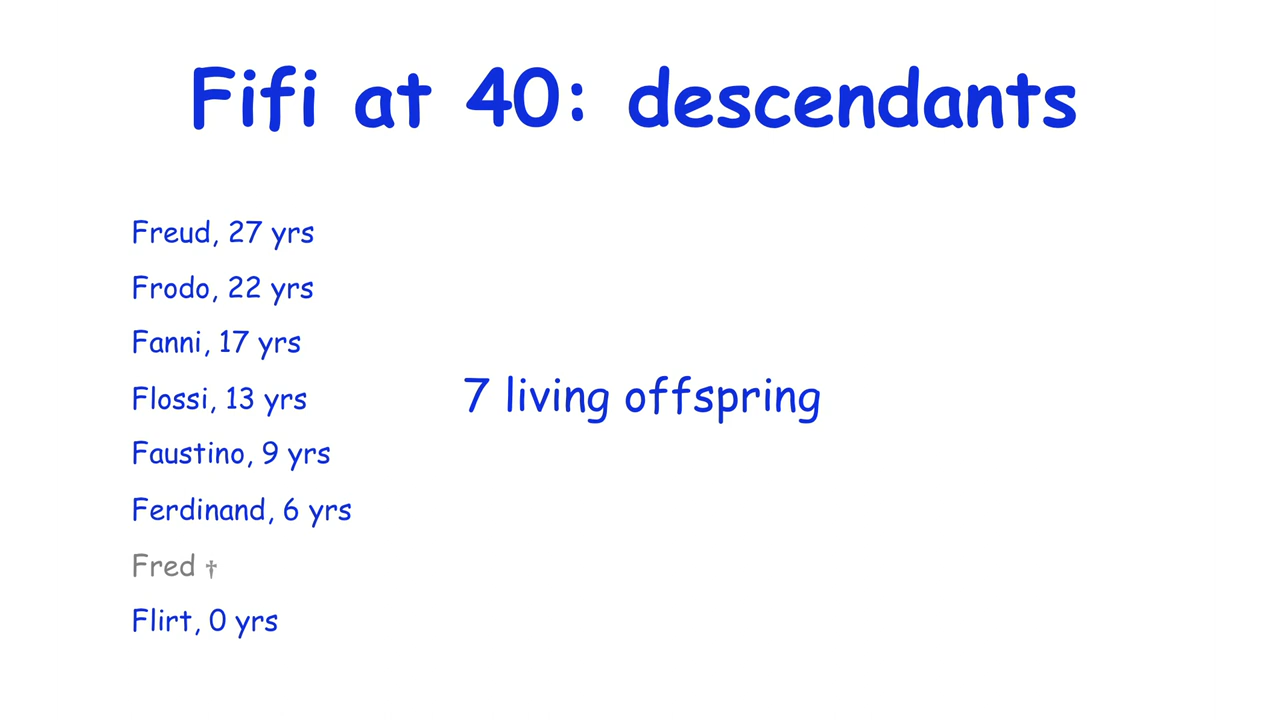 Fifi at 40: descendants
Freud, 27 yrs
Frodo, 22 yrs
Fanni, 17 yrs
Flossi, 13 yrs
7 living offspring
Faustino, 9 yrs
Ferdinand, 6 yrs
Fred †
Flirt, 0 yrs